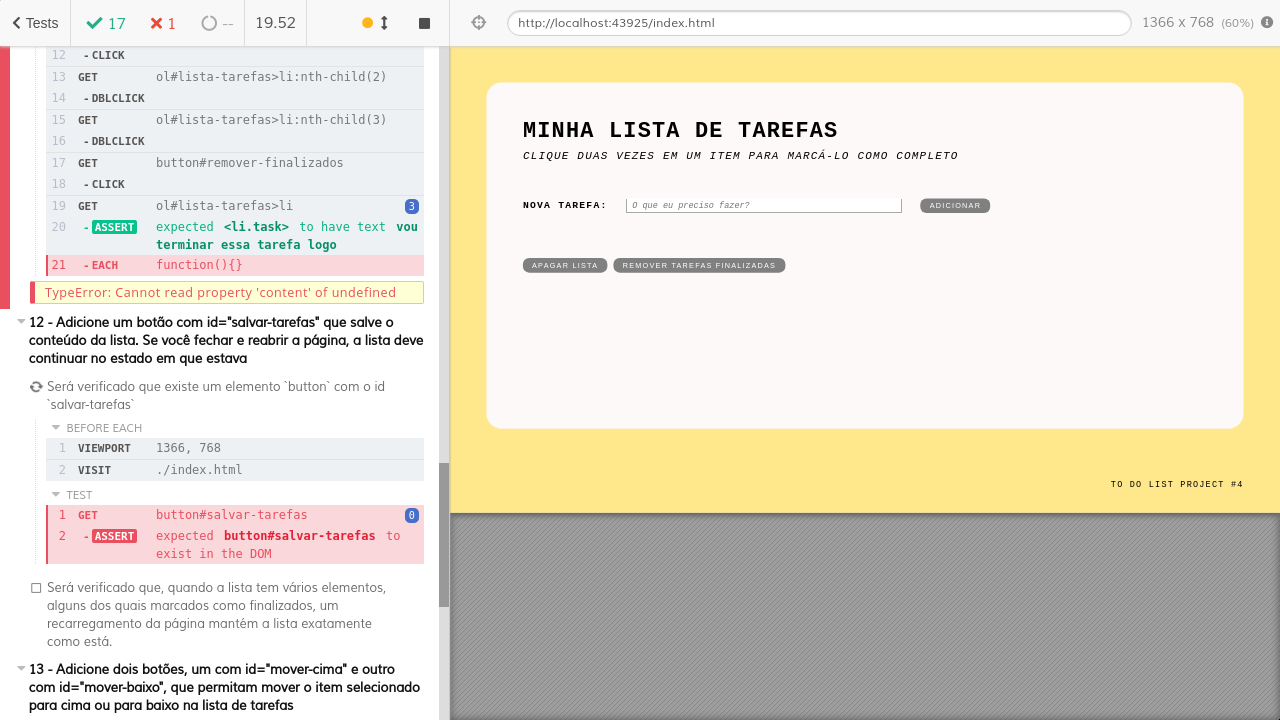 Tests
17
1
--
19.52
http://localhost:43925/index.html
1366 x 768 (60%)
12 - CLICK
13 GET ol#lista-tarefas>li:nth-child(2)
14 - DBLCLICK
15 GET ol#lista-tarefas>li:nth-child(3)
16 - DBLCLICK
17 GET button#remover-finalizados
18 - CLICK
19 GET ol#lista-tarefas>li 3
20 - ASSERT expected <li.task> to have text vou
terminar essa tarefa logo
21 - EACH function(){}
TypeError: Cannot read property 'content' of undefined
12 - Adicione um botão com id="salvar-tarefas" que salve o
conteúdo da lista. Se você fechar e reabrir a página, a lista deve
continuar no estado em que estava
Será verificado que existe um elemento `button` com o id
`salvar-tarefas`
BEFORE EACH
1 VIEWPORT 1366, 768
2 VISIT ./index.html
TEST
1 GET button#salvar-tarefas 0
2 - ASSERT expected button#salvar-tarefas to
exist in the DOM
Será verificado que, quando a lista tem vários elementos,
alguns dos quais marcados como finalizados, um
recarregamento da página mantém a lista exatamente
como está.
13 - Adicione dois botões, um com id="mover-cima" e outro
com id="mover-baixo", que permitam mover o item selecionado
para cima ou para baixo na lista de tarefas
MINHA LISTA DE TAREFAS
CLIQUE DUAS VEZES EM UM ITEM PARA MARCÁ-LO COMO COMPLETO
NOVA TAREFA: O que eu preciso fazer? ADICIONAR
APAGAR LISTA REMOVER TAREFAS FINALIZADAS
TO DO LIST PROJECT #4